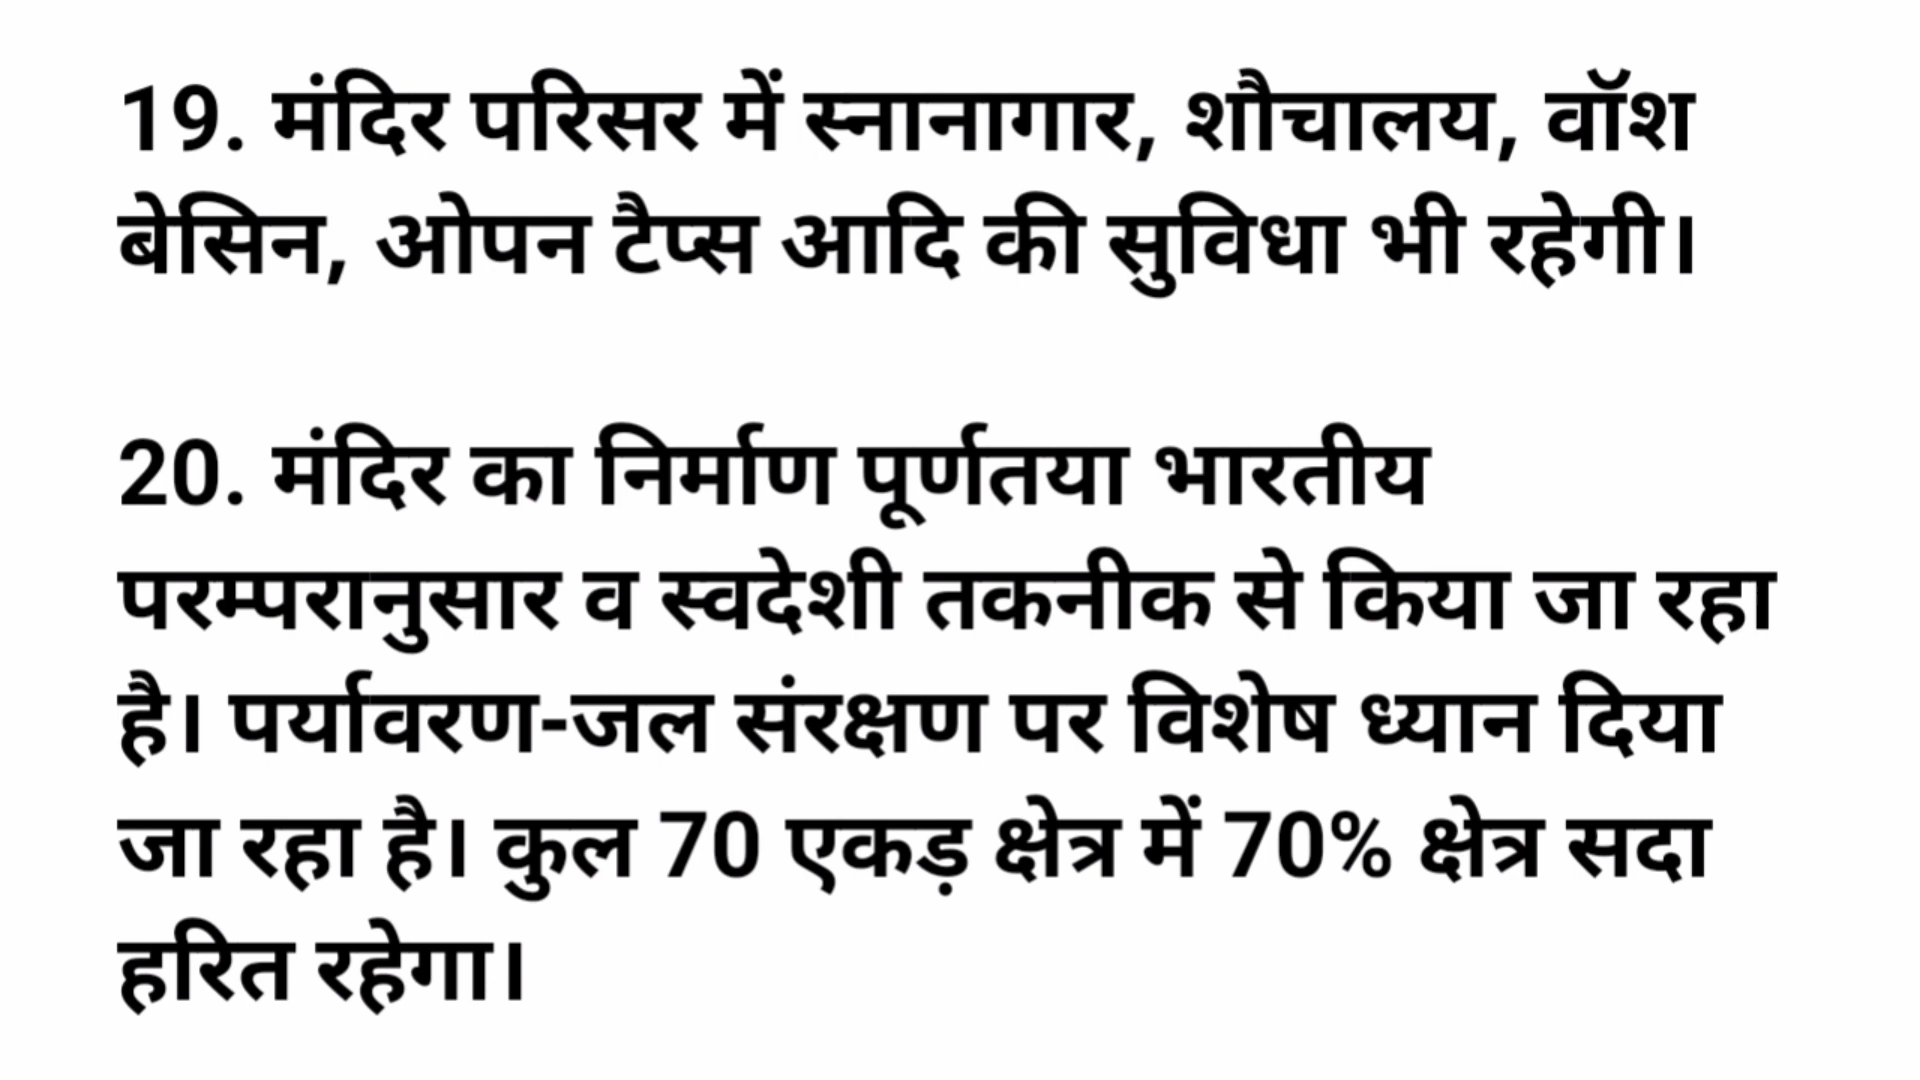 19. मंदिर परिसर में स्नानागार, शौचालय, वॉश
बेसिन, ओपन टैप्स आदि की सुविधा भी रहेगी।
20. मंदिर का निर्माण पूर्णतया भारतीय
परम्परानुसार व स्वदेशी तकनीक से किया जा रहा
है। पर्यावरण-जल संरक्षण पर विशेष ध्यान दिया
जा रहा है। कुल 70 एकड़ क्षेत्र में 70% क्षेत्र सदा
हरित रहेगा।